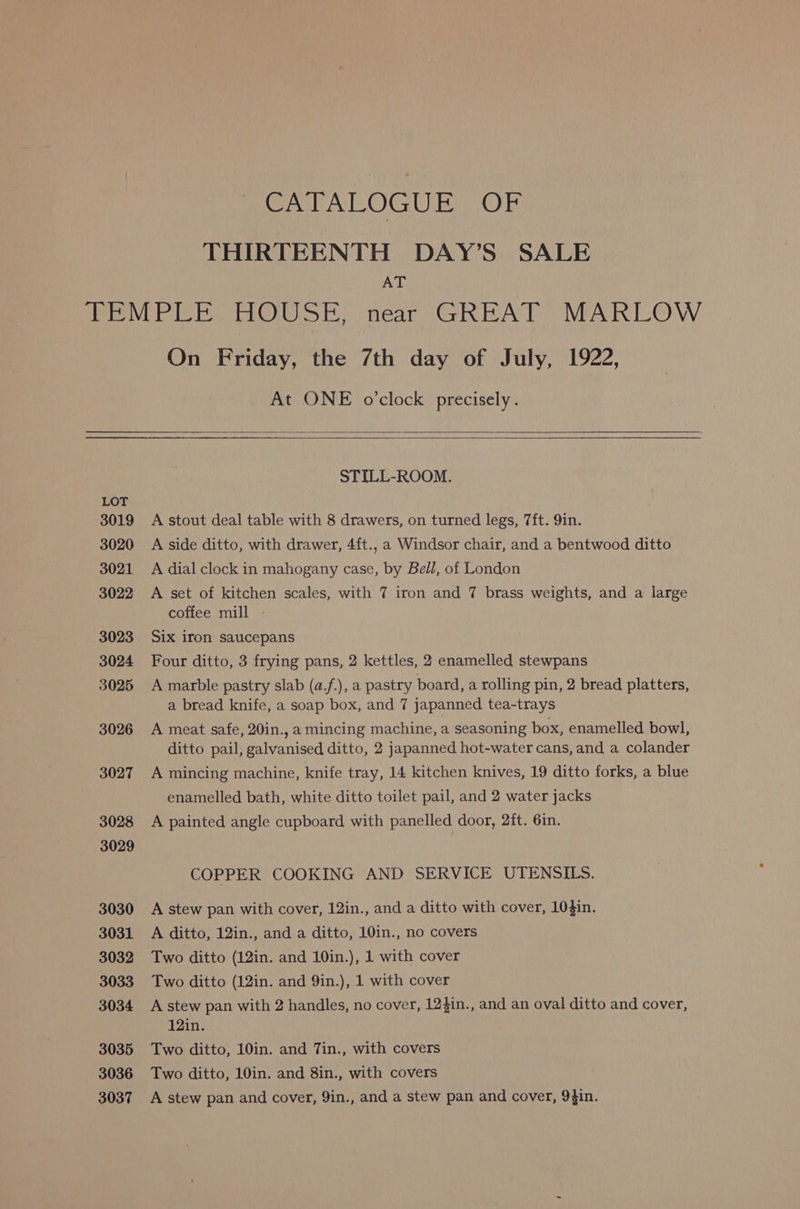 CATALOGUE OF
THIRTEENTH DAY'S SALE
AT
TEMPLE HOUSE, near GREAT MARLOW
On Friday, the 7th day of July, 1922,
At ONE o'clock precisely.
STILL-ROOM.
LOT
3019 A stout deal table with 8 drawers, on turned legs, 7ft. 9in.
3020 A side ditto, with drawer, 4ft., a Windsor chair, and a bentwood ditto
3021 A dial clock in mahogany case, by Bell, of London
3022 A set of kitchen scales, with 7 iron and 7 brass weights, and a large
coffee mill
3023 Six iron saucepans
3024 Four ditto, 3 frying pans, 2 kettles, 2 enamelled stewpans
3025 A marble pastry slab (a.f.), a pastry board, a rolling pin, 2 bread platters,
a bread knife, a soap box, and 7 japanned tea-trays
3026 A meat safe, 20in., a mincing machine, a seasoning box, enamelled bowl,
ditto pail, galvanised ditto, 2 japanned hot-water cans, and a colander
3027 A mincing machine, knife tray, 14 kitchen knives, 19 ditto forks, a blue
enamelled bath, white ditto toilet pail, and 2 water jacks
3028 A painted angle cupboard with panelled door, 2ft. 6in.
3029
COPPER COOKING AND SERVICE UTENSILS.
3030 A stew pan with cover, 12in., and a ditto with cover, 10½in.
3031 A ditto, 12in., and a ditto, 10in., no covers
3032 Two ditto (12in. and 10in.), 1 with cover
3033 Two ditto (12in. and 9in.), 1 with cover
3034 A stew pan with 2 handles, no cover, 12½in., and an oval ditto and cover,
12in.
3035 Two ditto, 10in. and 7in., with covers
3036 Two ditto, 10in. and 8in., with covers
3037 A stew pan and cover, 9in., and a stew pan and cover, 9½in.